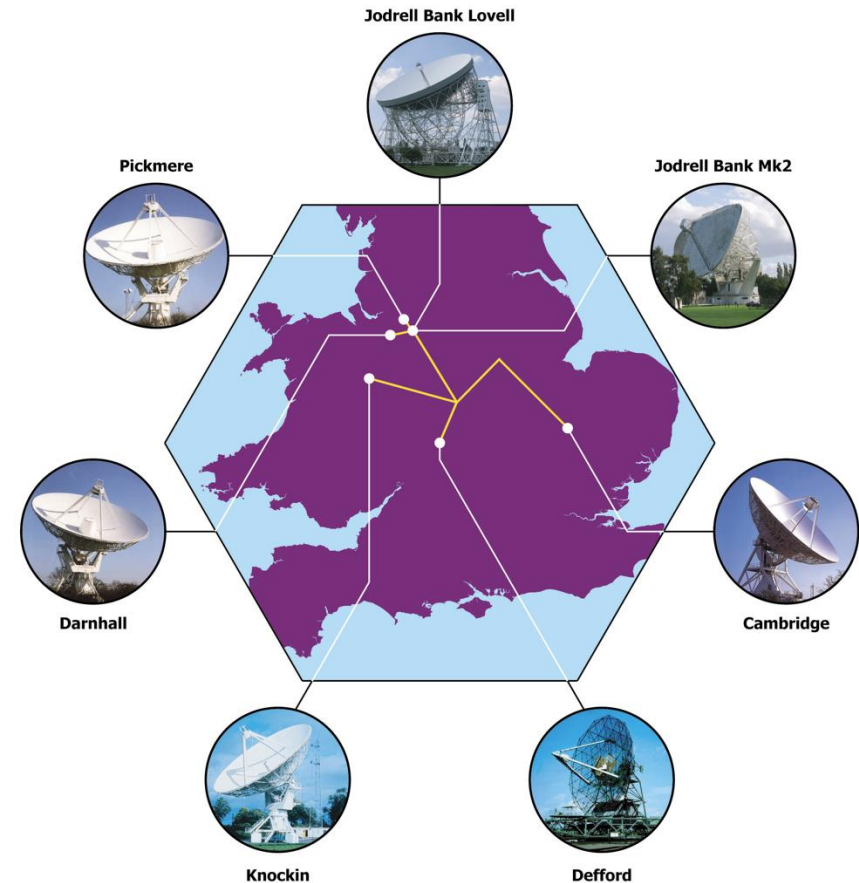 Jodrell Bank Lovell
Pickmere
Jodrell Bank Mk2
Darnhall
Cambridge
Knockin
Defford